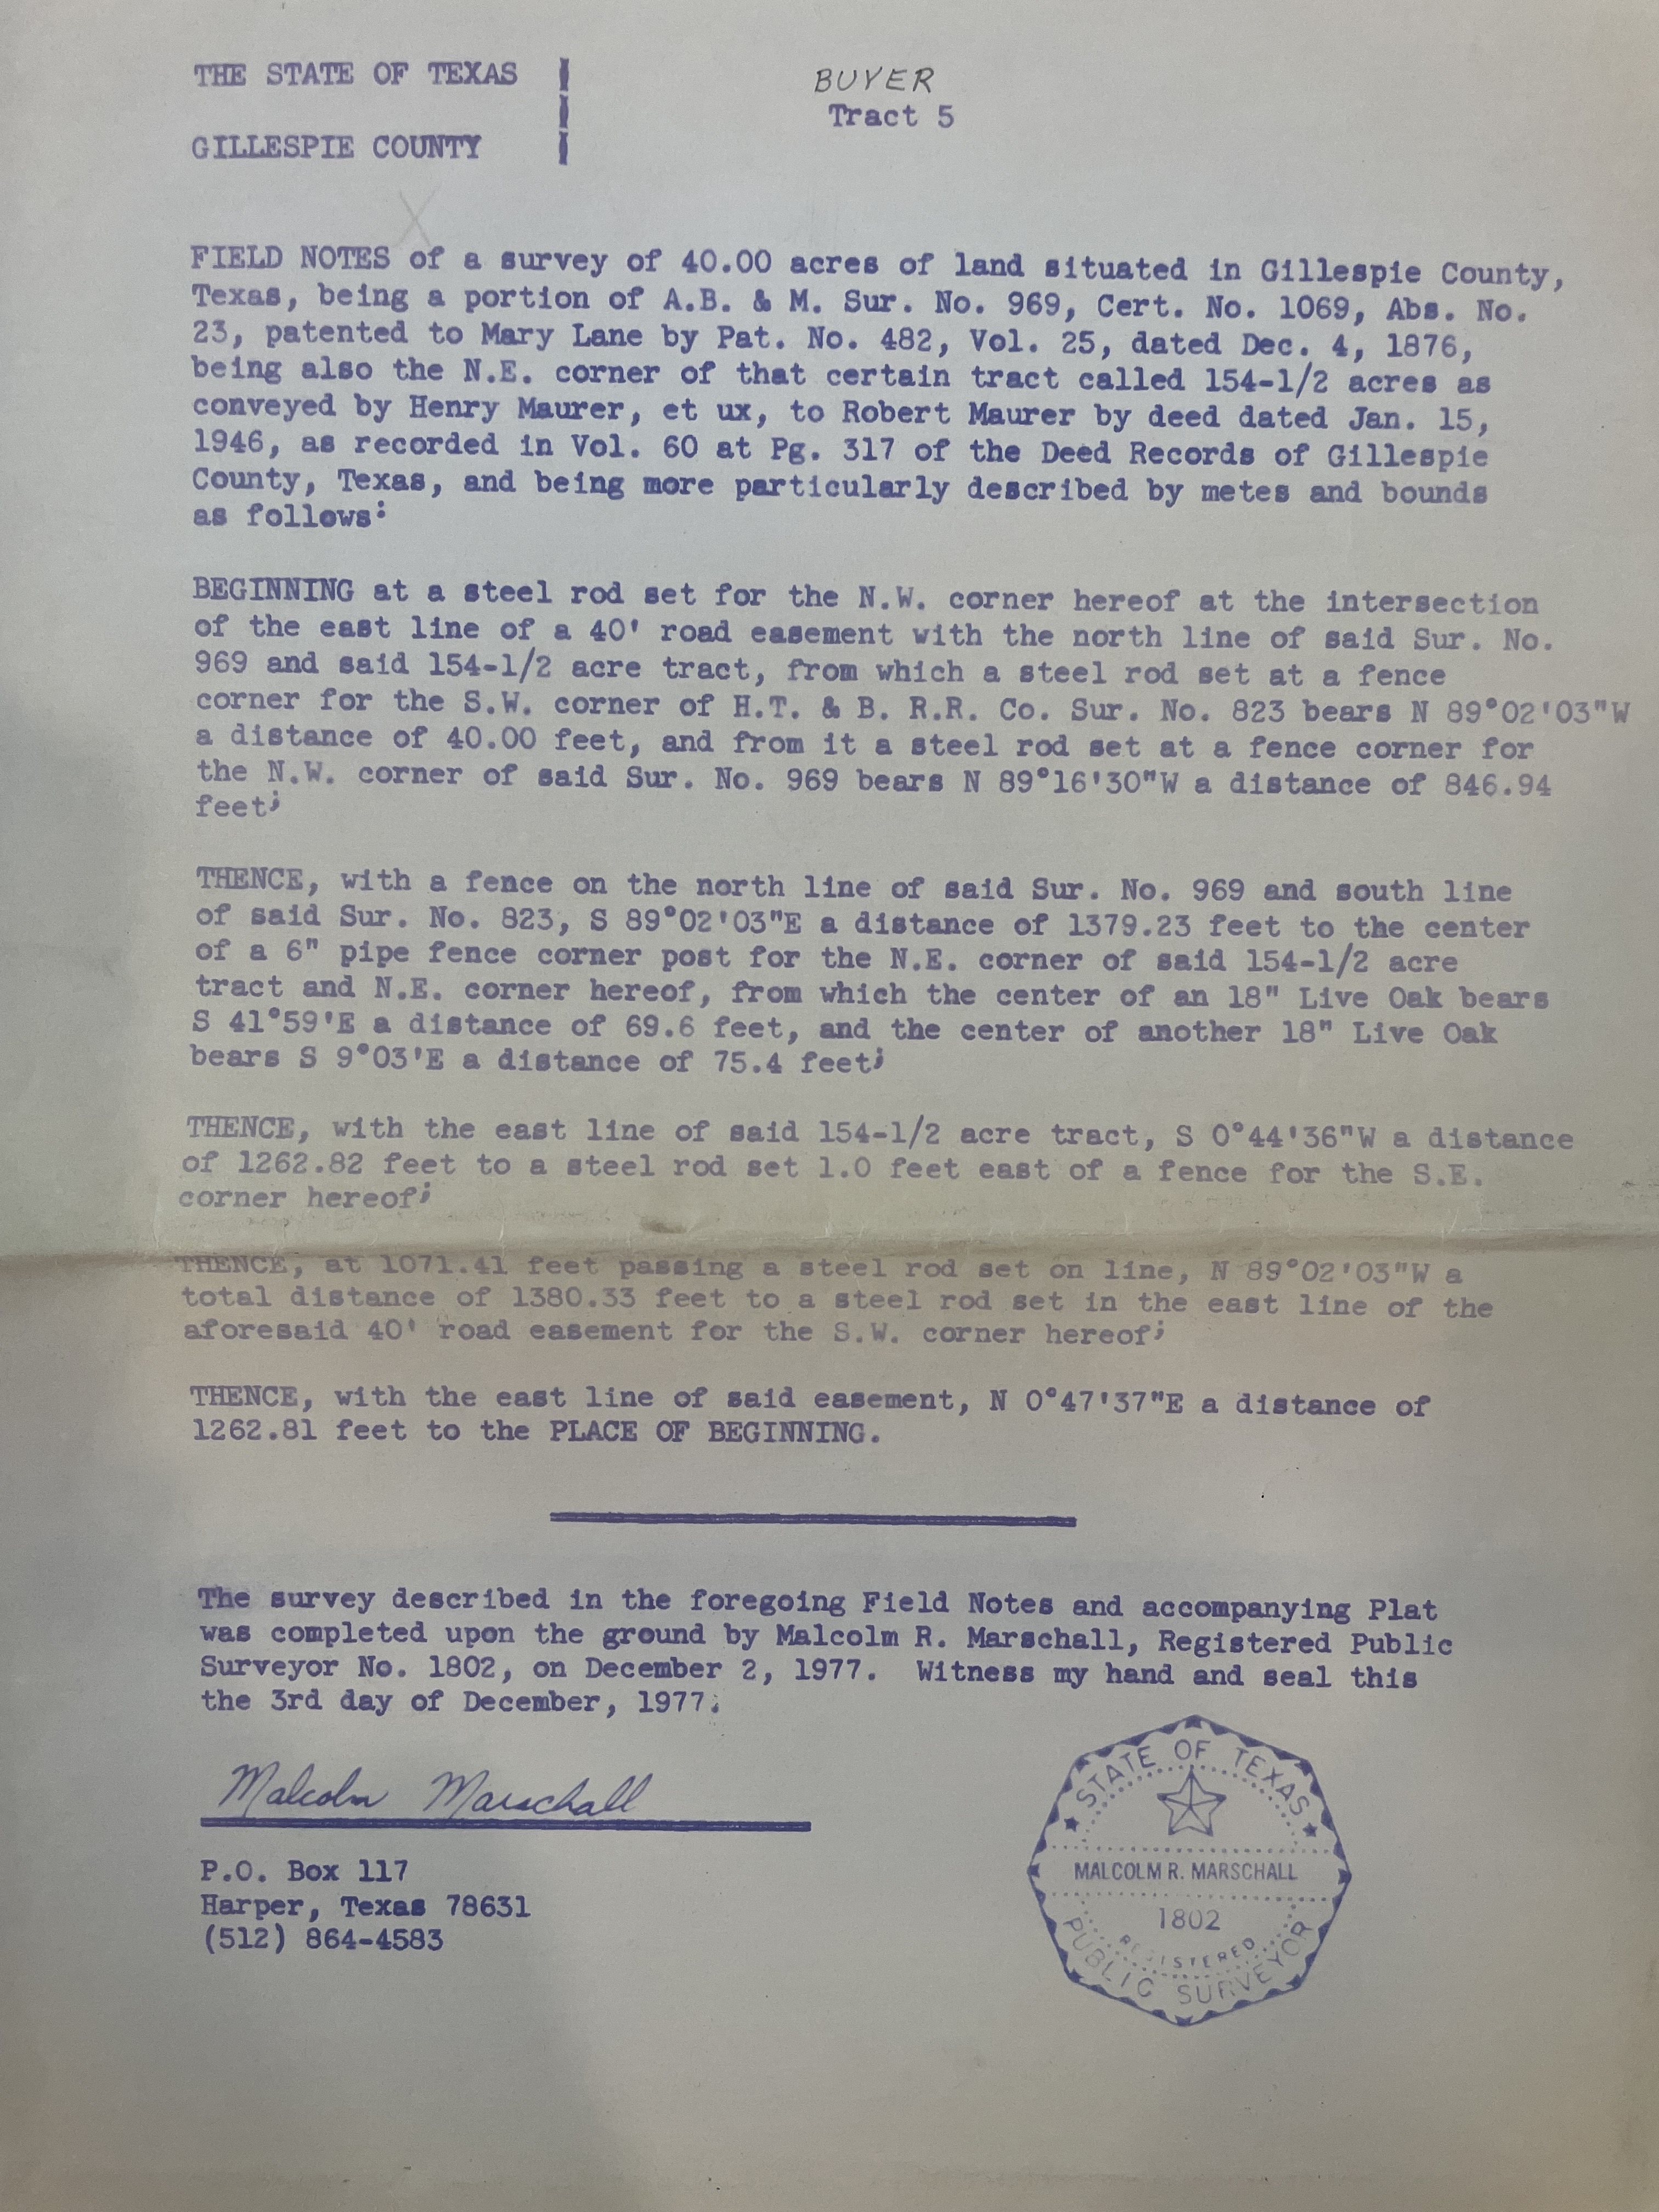 THE STATE OF TEXAS
BUYER
Tract 5
GILLESPIE COUNTY
FIELD NOTES of a survey of 40.00 acres of land situated in Gillespie County,
Texas, being a portion of A.B. & M. Sur. No. 969, Cert. No. 1069, Abs. No.
23, patented to Mary Lane by Pat. No. 482, Vol. 25, dated Dec. 4, 1876,
being also the N.E. corner of that certain tract called 154-1/2 acres as
conveyed by Henry Maurer, et ux, to Robert Maurer by deed dated Jan. 15,
1946, as recorded in Vol. 60 at Pg. 317 of the Deed Records of Gillespie
County, Texas, and being more particularly described by metes and bounds
as follows:
BEGINNING at a steel rod set for the N.W. corner hereof at the intersection
of the east line of a 40' road easement with the north line of said Sur. No.
969 and said 154-1/2 acre tract, from which a steel rod set at a fence
corner for the S.W. corner of H.T. & B. R.R. Co. Sur. No. 823 bears N 89°02'03"W
a distance of 40.00 feet, and from it a steel rod set at a fence corner for
the N.W. corner of said Sur. No. 969 bears N 89°16'30"W a distance of 846.94
feet;
THENCE, with a fence on the north line of said Sur. No. 969 and south line
of said Sur. No. 823, S 89°02'03"E a distance of 1379.23 feet to the center
of a 6" pipe fence corner post for the N.E. corner of said 154-1/2 acre
tract and N.E. corner hereof, from which the center of an 18" Live Oak bears
S 41°59'E a distance of 69.6 feet, and the center of another 18" Live Oak
bears S 9°03'E a distance of 75.4 feet;
THENCE, with the east line of said 154-1/2 acre tract, S 0°44'36"W a distance
of 1262.82 feet to a steel rod set 1.0 feet east of a fence for the S.E.
corner hereof;
THENCE, at 1071.41 feet passing a steel rod set on line, N 89°02'03"W a
total distance of 1380.33 feet to a steel rod set in the east line of the
aforesaid 40' road easement for the S.W. corner hereof;
THENCE, with the east line of said easement, N 0°47'37"E a distance of
1262.81 feet to the PLACE OF BEGINNING.
The survey described in the foregoing Field Notes and accompanying Plat
was completed upon the ground by Malcolm R. Marschall, Registered Public
Surveyor No. 1802, on December 2, 1977. Witness my hand and seal this
the 3rd day of December, 1977.
Malcolm Marschall
P.O. Box 117
Harper, Texas 78631
(512) 864-4583
STATE OF TEXAS
MALCOLM R. MARSCHALL
1802
REGISTERED
PUBLIC SURVEYOR